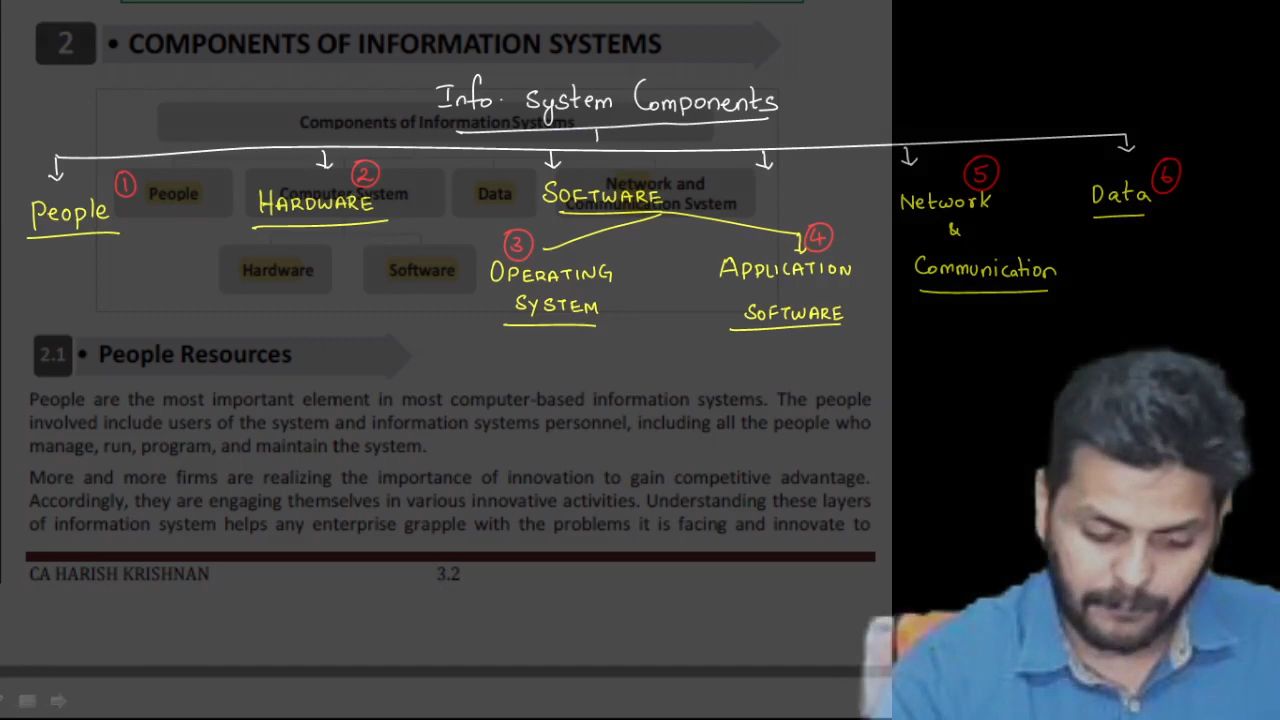 2 • COMPONENTS OF INFORMATION SYSTEMS
Info. System Components
Components of Information Systems
People 1
HARDWARE 2
SOFTWARE
Network 5
&
Communication
Data 6
People
Computer System
Data
Network and
Communication System
3 OPERATING
SYSTEM
4 APPLICATION
SOFTWARE
Hardware
Software
2.1 • People Resources
People are the most important element in most computer-based information systems. The people
involved include users of the system and information systems personnel, including all the people who
manage, run, program, and maintain the system.
More and more firms are realizing the importance of innovation to gain competitive advantage.
Accordingly, they are engaging themselves in various innovative activities. Understanding these layers
of information system helps any enterprise grapple with the problems it is facing and innovate to
CA HARISH KRISHNAN 3.2